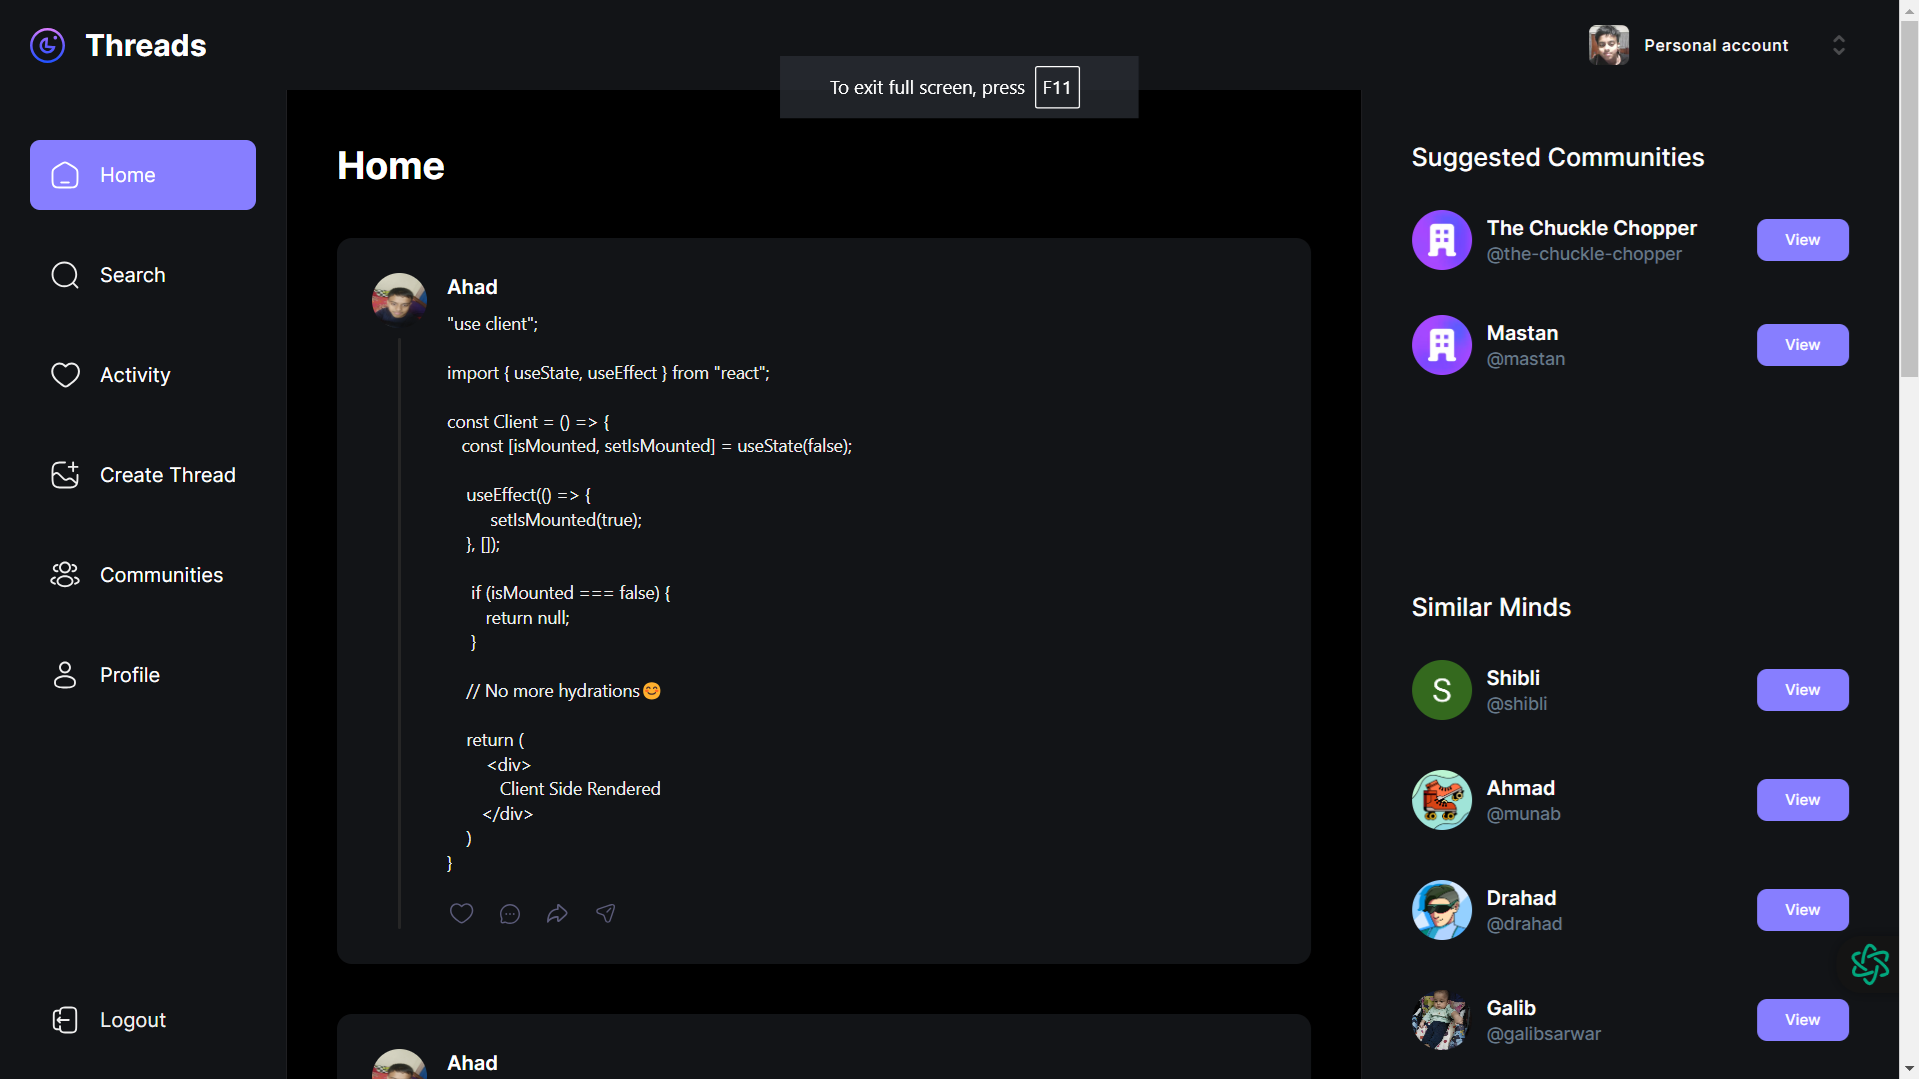 Threads
Personal account
To exit full screen, press F11
Home
Search
Activity
Create Thread
Communities
Profile
Logout
Home
Ahad
"use client";
import { useState, useEffect } from "react";
const Client = () => {
const [isMounted, setIsMounted] = useState(false);
useEffect(() => {
setIsMounted(true);
}, []);
if (isMounted === false) {
return null;
}
// No more hydrations😊
return (
<div>
Client Side Rendered
</div>
)
}
Ahad
Suggested Communities
The Chuckle Chopper
@the-chuckle-chopper
View
Mastan
@mastan
View
Similar Minds
S
Shibli
@shibli
View
Ahmad
@munab
View
Drahad
@drahad
View
Galib
@galibsarwar
View